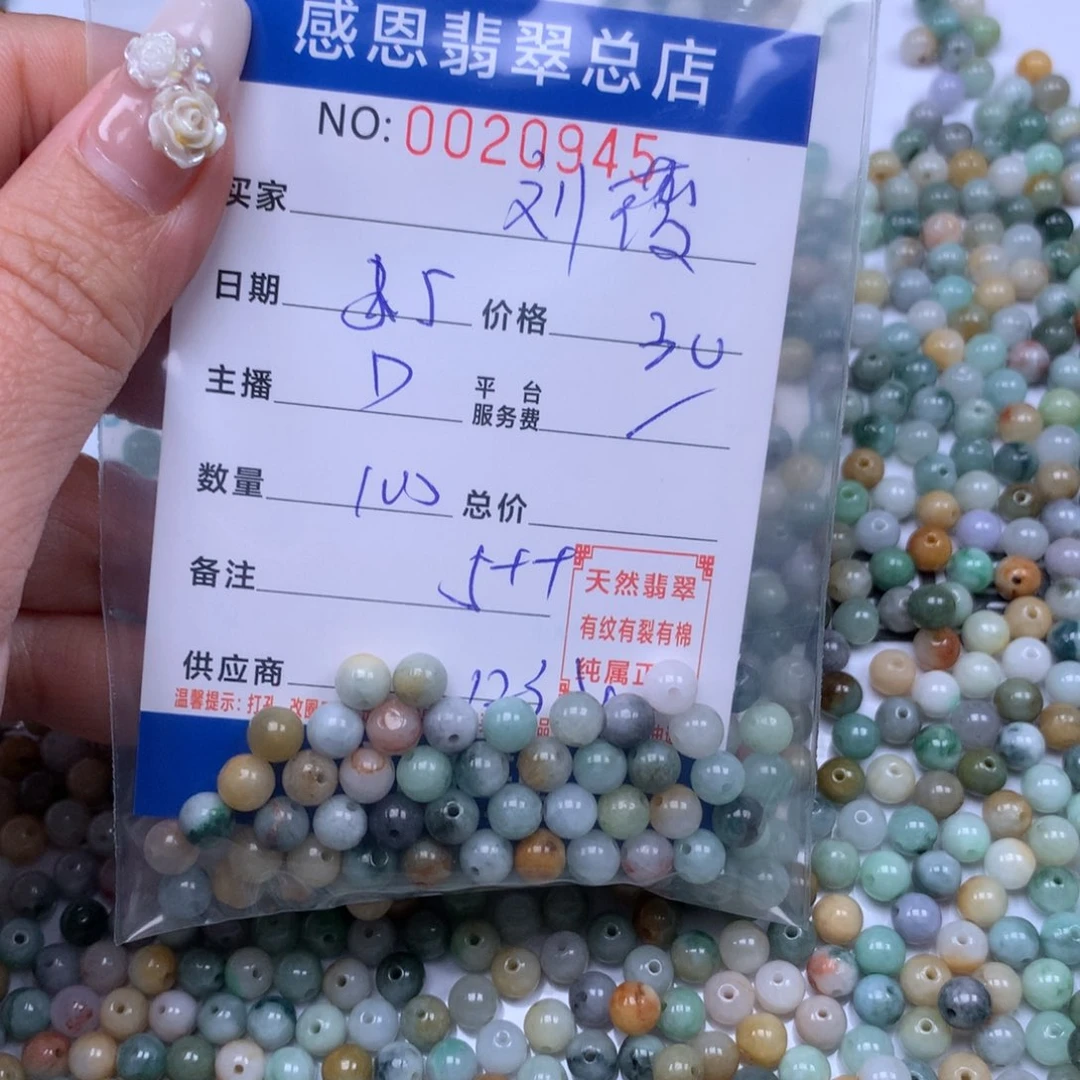 感恩翡翠总店
NO: 0020945
买家 刘霞
日期 8.5 价格 30
主播 D 平台服务费 /
数量 100 总价
备注 5++
天然翡翠
有纹有裂有棉
纯属正
供应商
温馨提示：打孔、改圈